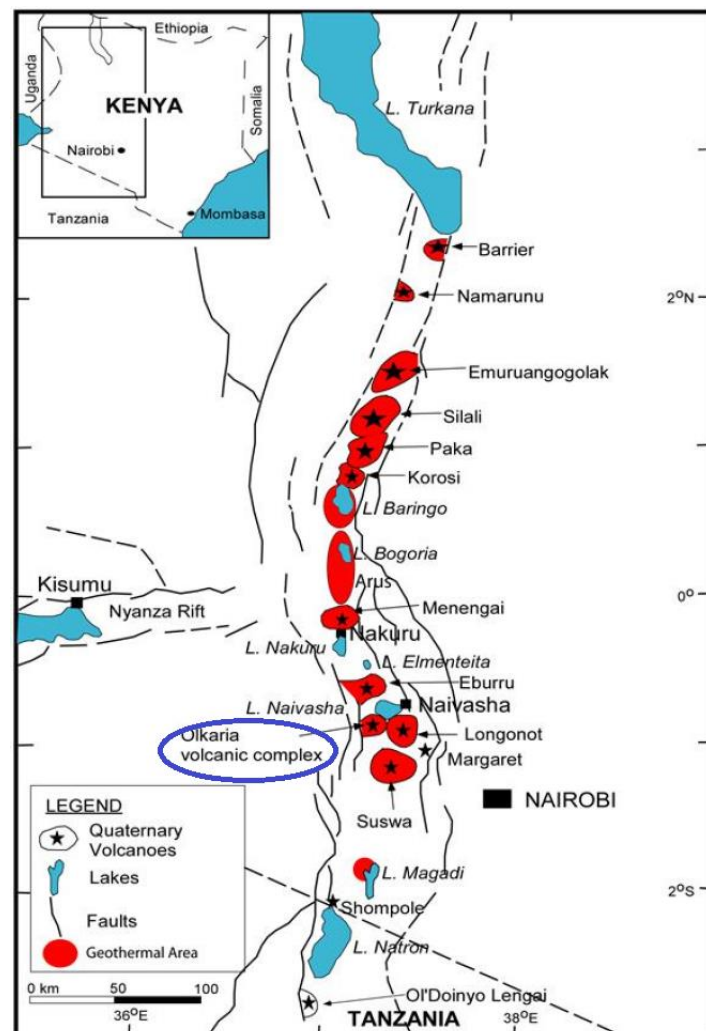 Ethiopia
Uganda
KENYA
Somalia
Nairobi
Tanzania
Mombasa
L. Turkana
Barrier
Namarunu
2°N
Emuruangogolak
Silali
Paka
Korosi
L. Baringo
L. Bogoria
Arus
Kisumu
Nyanza Rift
0°
Menengai
Nakuru
L. Nakuru
L. Elmenteita
Eburru
L. Naivasha
Naivasha
Olkaria
volcanic complex
Longonot
Margaret
Suswa
NAIROBI
LEGEND
Quaternary
Volcanoes
Lakes
Faults
Geothermal Area
L. Magadi
2°S
Shompole
L. Natron
0 km 50 100
Ol'Doinyo Lengai
36°E
TANZANIA
38°E